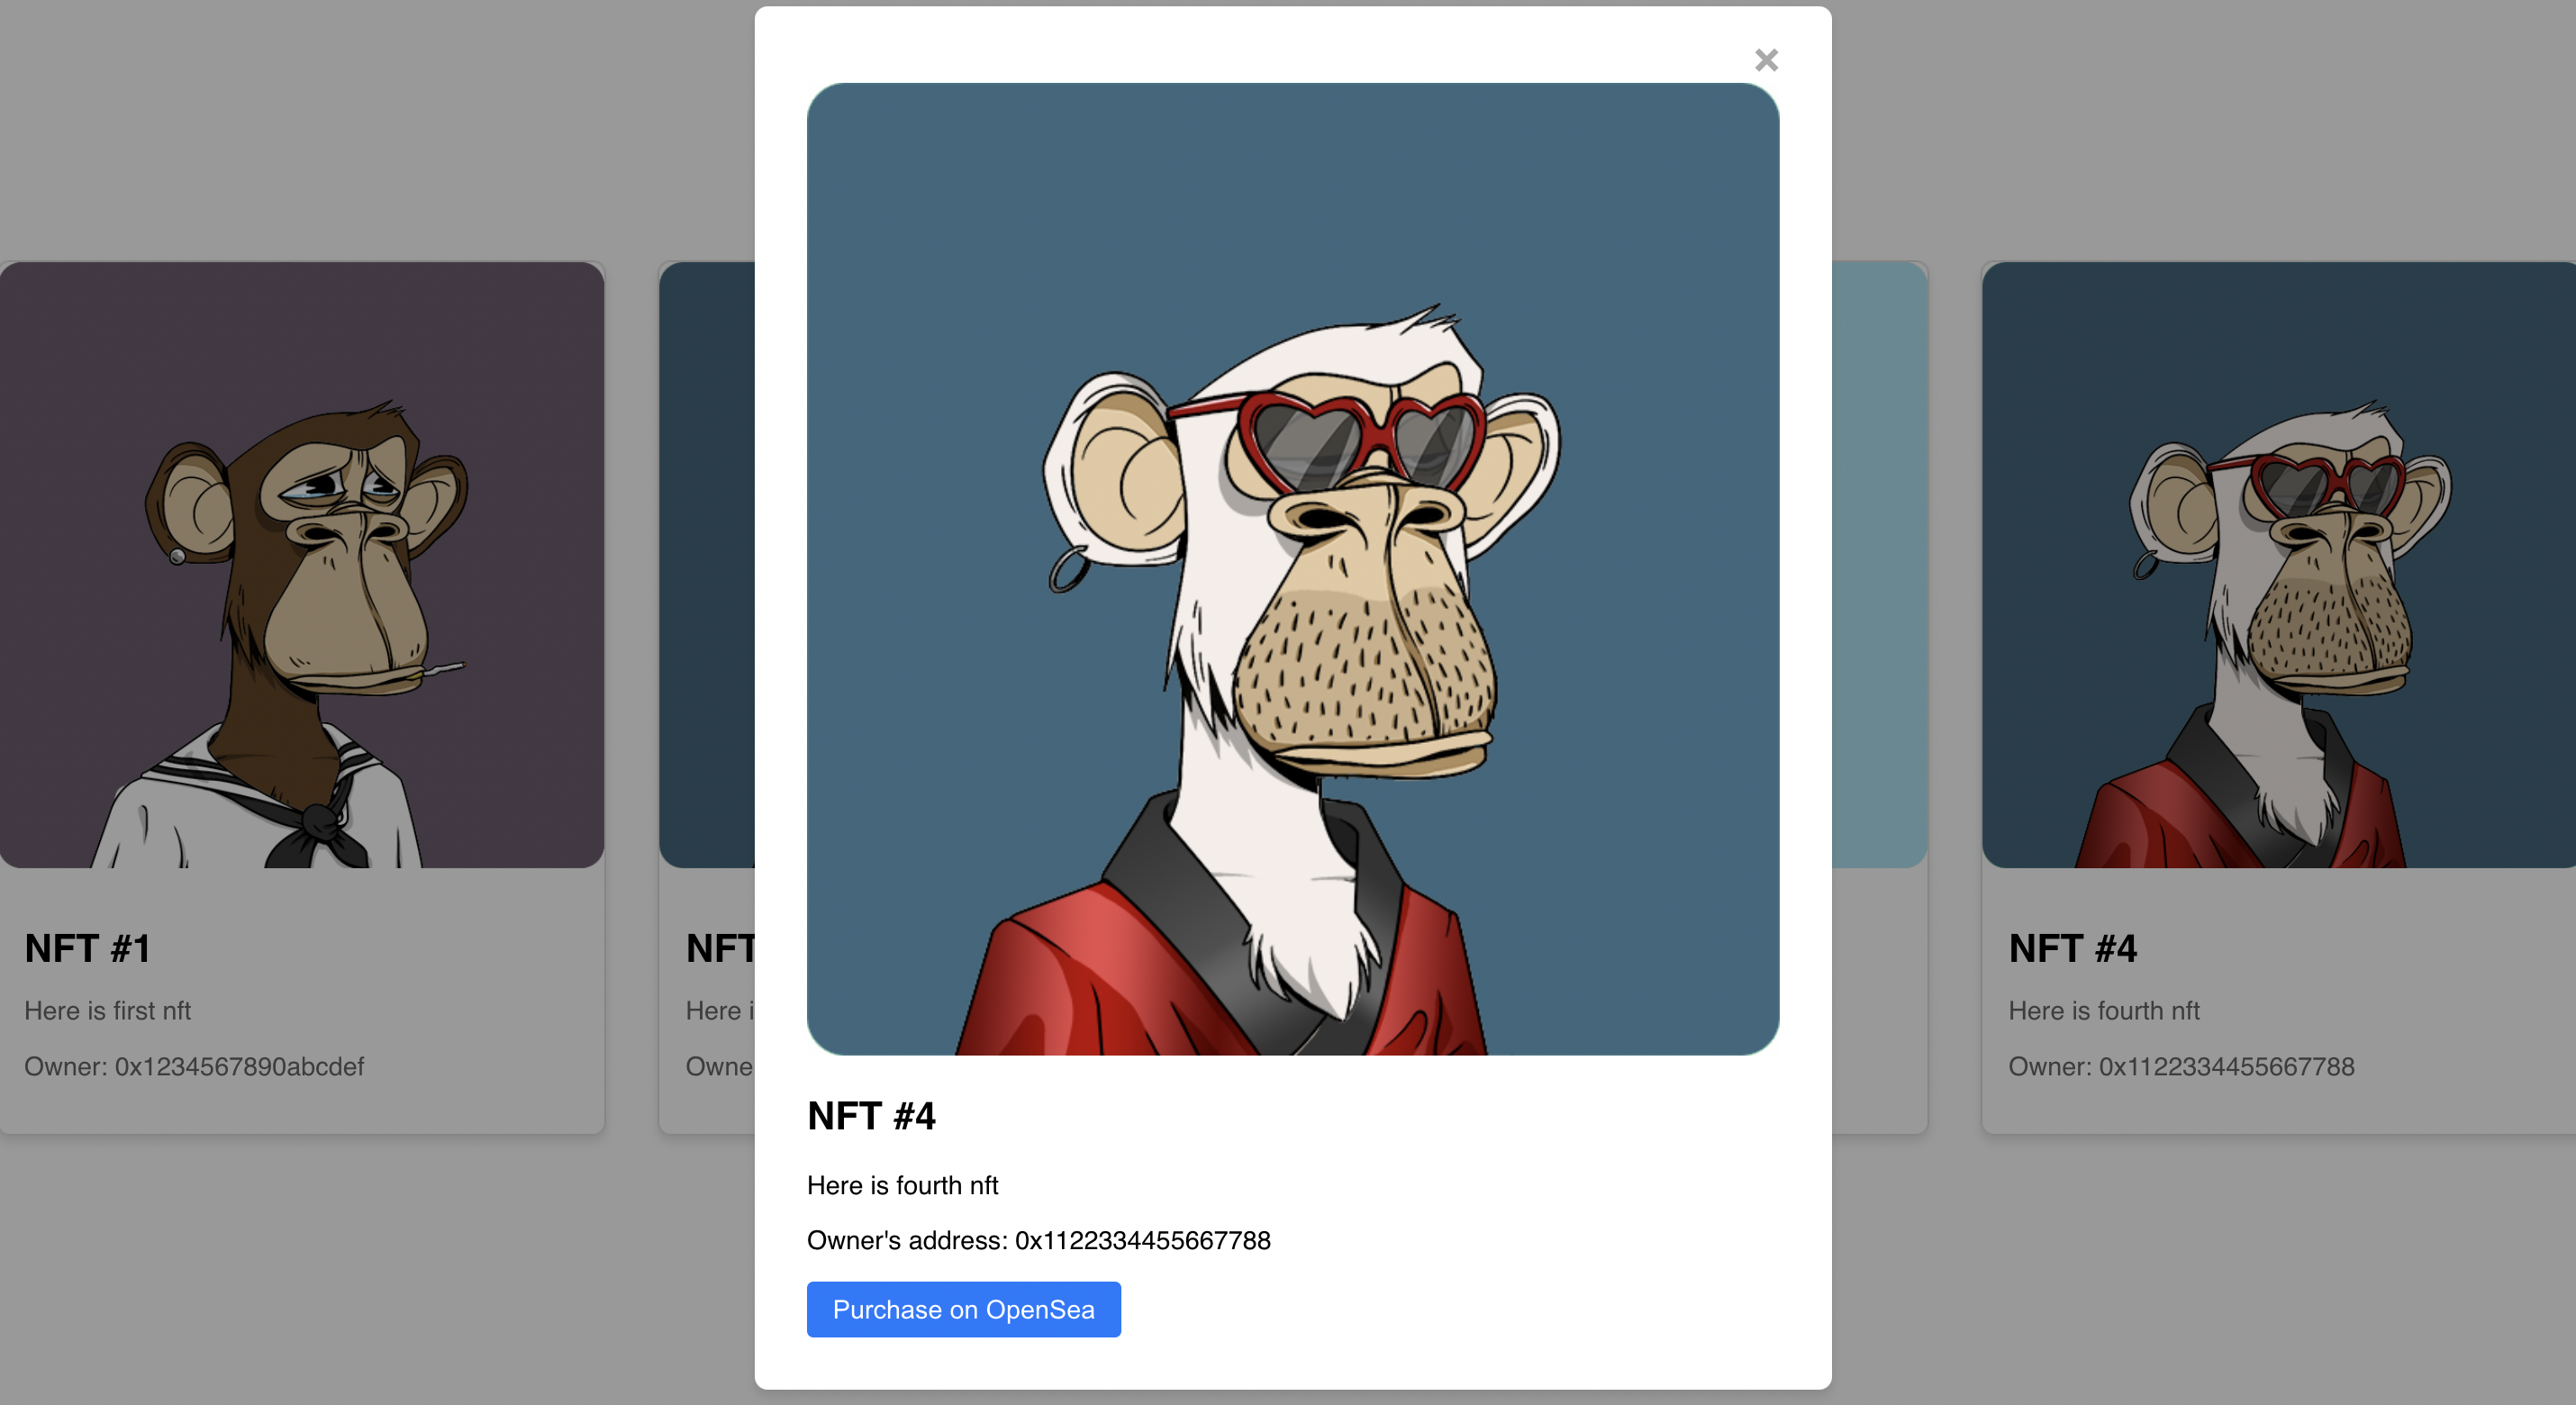 NFT #1
Here is first nft
Owner: 0x1234567890abcdef
NFT
Here i
Owne
NFT #4
Here is fourth nft
Owner's address: 0x1122334455667788
Purchase on OpenSea
NFT #4
Here is fourth nft
Owner: 0x1122334455667788